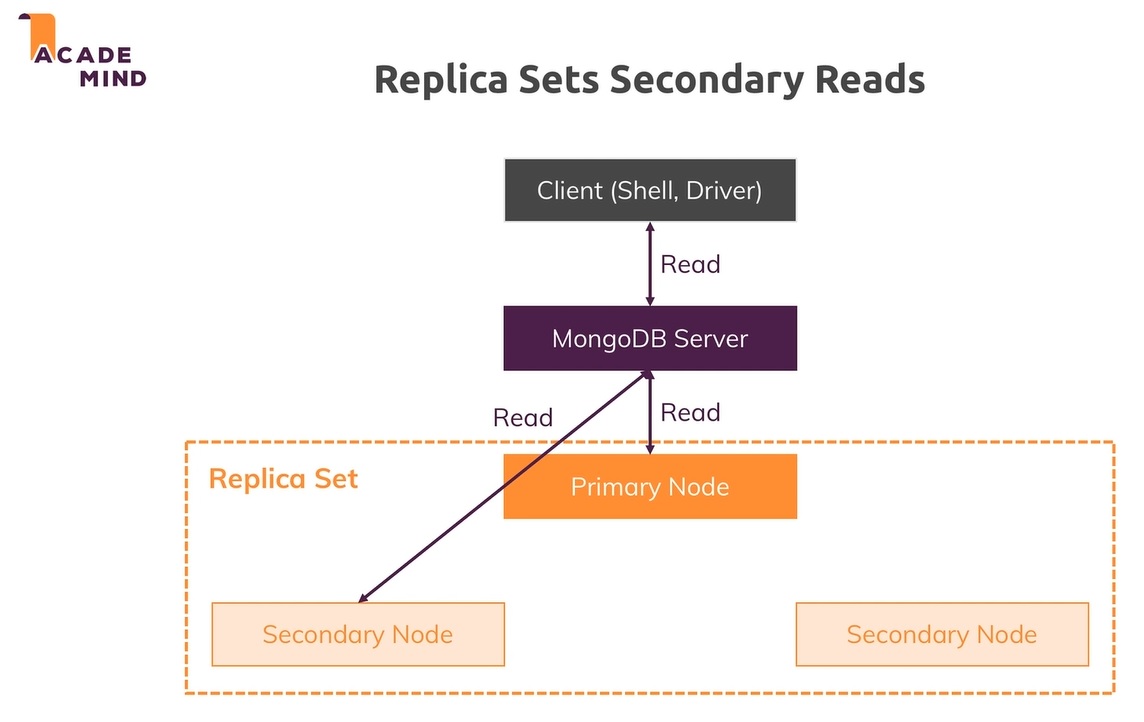 ACADE
MIND
Replica Sets Secondary Reads
Client (Shell, Driver)
Read
MongoDB Server
Read
Read
Replica Set
Primary Node
Secondary Node
Secondary Node